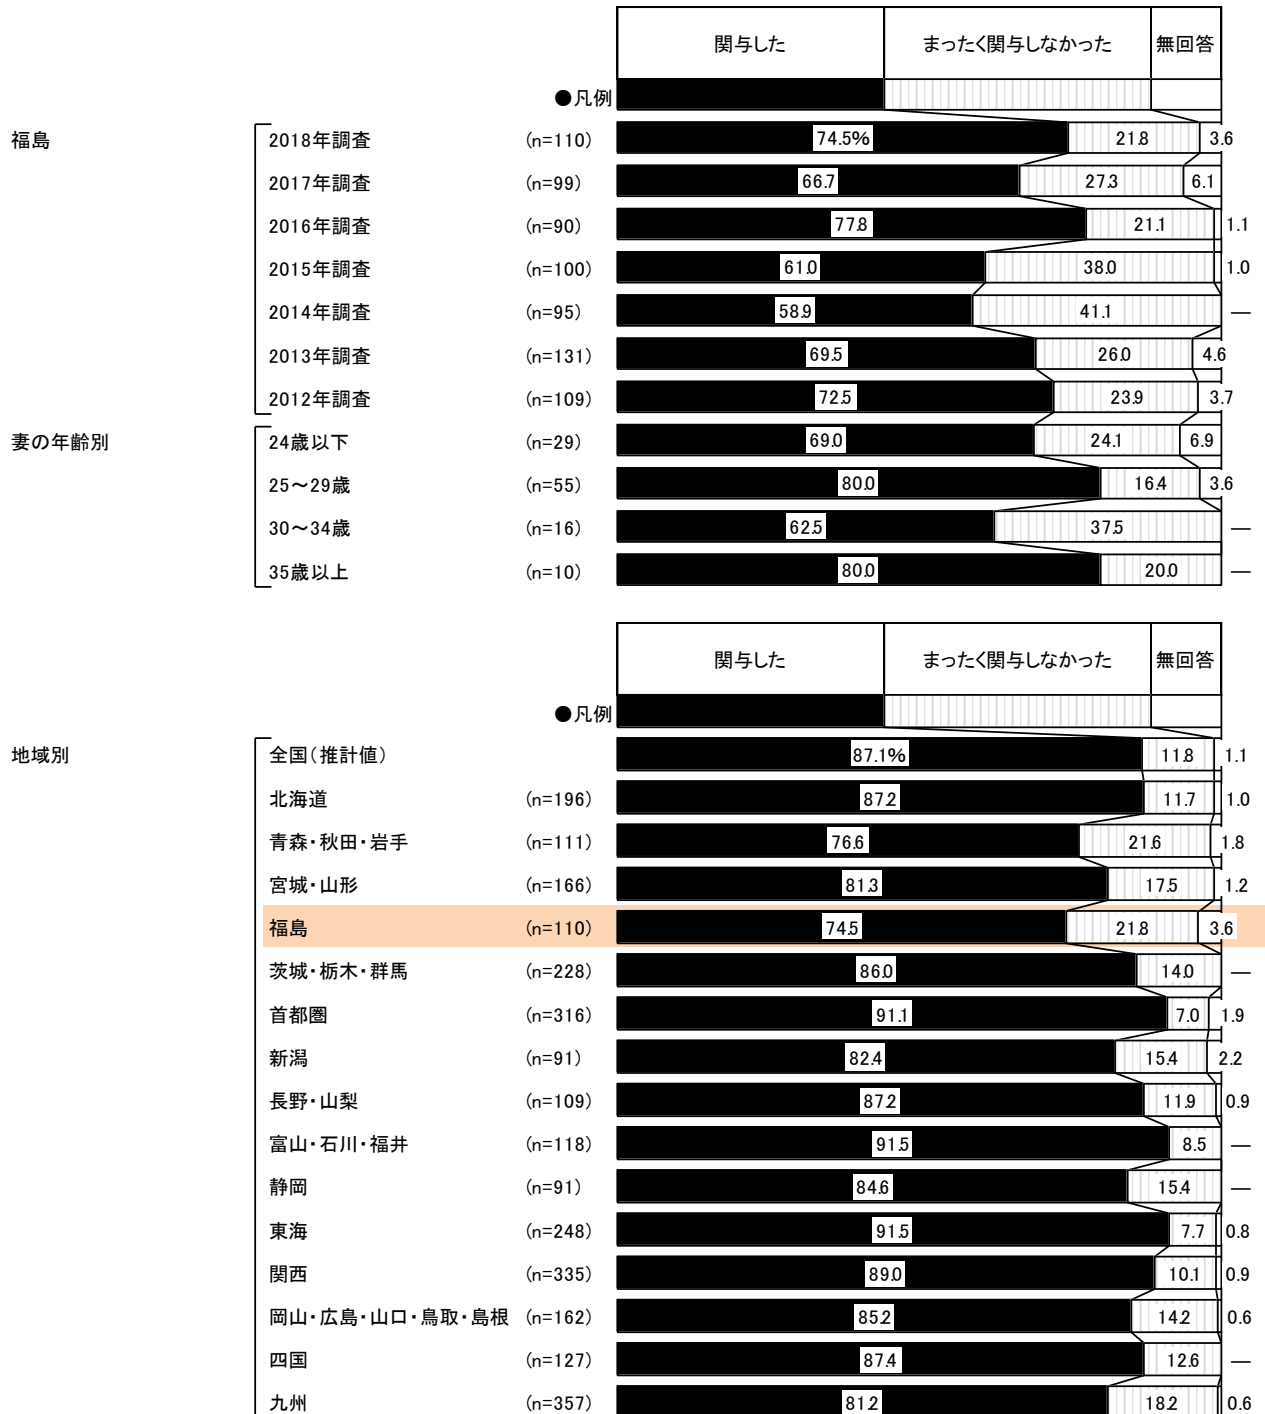 関与した まったく関与しなかった 無回答
●凡例
福島 2018年調査 (n=110) 74.5% 21.8 3.6
2017年調査 (n=99) 66.7 27.3 6.1
2016年調査 (n=90) 77.8 21.1 1.1
2015年調査 (n=100) 61.0 38.0 1.0
2014年調査 (n=95) 58.9 41.1 —
2013年調査 (n=131) 69.5 26.0 4.6
2012年調査 (n=109) 72.5 23.9 3.7
妻の年齢別 24歳以下 (n=29) 69.0 24.1 6.9
25～29歳 (n=55) 80.0 16.4 3.6
30～34歳 (n=16) 62.5 37.5 —
35歳以上 (n=10) 80.0 20.0 —
関与した まったく関与しなかった 無回答
●凡例
地域別 全国(推計値) 87.1% 11.8 1.1
北海道 (n=196) 87.2 11.7 1.0
青森・秋田・岩手 (n=111) 76.6 21.6 1.8
宮城・山形 (n=166) 81.3 17.5 1.2
福島 (n=110) 74.5 21.8 3.6
茨城・栃木・群馬 (n=228) 86.0 14.0 —
首都圏 (n=316) 91.1 7.0 1.9
新潟 (n=91) 82.4 15.4 2.2
長野・山梨 (n=109) 87.2 11.9 0.9
富山・石川・福井 (n=118) 91.5 8.5 —
静岡 (n=91) 84.6 15.4 —
東海 (n=248) 91.5 7.7 0.8
関西 (n=335) 89.0 10.1 0.9
岡山・広島・山口・鳥取・島根 (n=162) 85.2 14.2 0.6
四国 (n=127) 87.4 12.6 —
九州 (n=357) 81.2 18.2 0.6